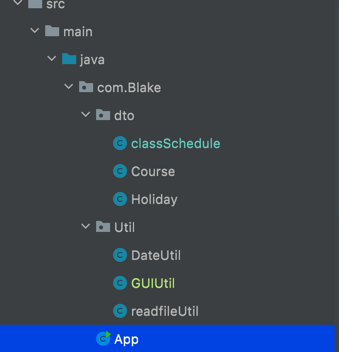 src
main
java
com.Blake
dto
classSchedule
Course
Holiday
Util
DateUtil
GUIUtil
readfileUtil
App